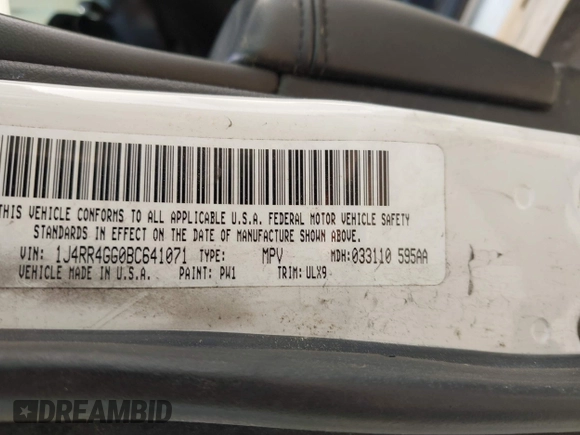 THIS VEHICLE CONFORMS TO ALL APPLICABLE U.S.A. FEDERAL MOTOR VEHICLE SAFETY
STANDARDS IN EFFECT ON THE DATE OF MANUFACTURE SHOWN ABOVE.
VIN: 1J4RR4GG0BC641071 TYPE: MPV MDH:033110 595AA
VEHICLE MADE IN U.S.A. PAINT: PW1 TRIM: ULX9
DREAMBID